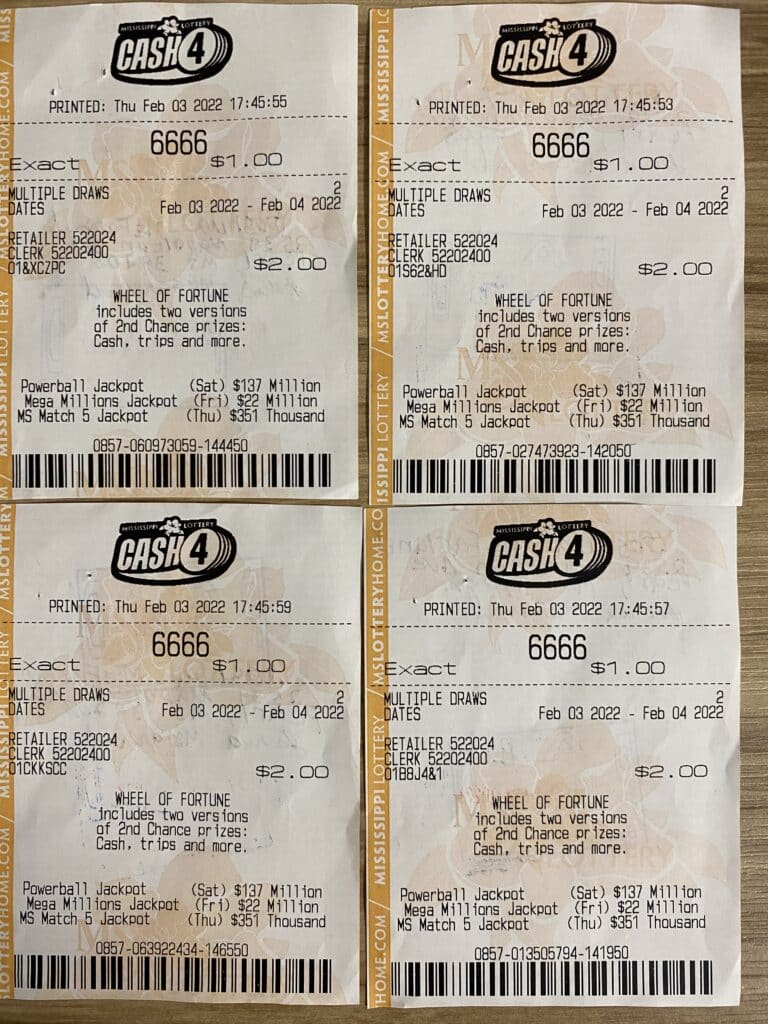 MISSISSIPPI LOTTERY
CASH 4
PRINTED: Thu Feb 03 2022 17:45:55
6666
Exact $1.00
MULTIPLE DRAWS 2
DATES Feb 03 2022 - Feb 04 2022
RETAILER 522024
CLERK 52202400
01&XCZPC $2.00
WHEEL OF FORTUNE
includes two versions
of 2nd Chance prizes:
Cash, trips and more.
Powerball Jackpot (Sat) $137 Million
Mega Millions Jackpot (Fri) $22 Million
MS Match 5 Jackpot (Thu) $351 Thousand
0857-060973059-144450
MISSISSIPPI LOTTERY / MSLOTTERYHOME.COM /
MISSISSIPPI LOTTERY
CASH 4
PRINTED: Thu Feb 03 2022 17:45:53
6666
Exact $1.00
MULTIPLE DRAWS 2
DATES Feb 03 2022 - Feb 04 2022
RETAILER 522024
CLERK 52202400
01S62&HD $2.00
WHEEL OF FORTUNE
includes two versions
of 2nd Chance prizes:
Cash, trips and more.
Powerball Jackpot (Sat) $137 Million
Mega Millions Jackpot (Fri) $22 Million
MS Match 5 Jackpot (Thu) $351 Thousand
0857-027473923-142050
MISSISSIPPI LOTTERY / MSLOTTERYHOME.COM /
MISSISSIPPI LOTTERY
CASH 4
PRINTED: Thu Feb 03 2022 17:45:59
6666
Exact $1.00
MULTIPLE DRAWS 2
DATES Feb 03 2022 - Feb 04 2022
RETAILER 522024
CLERK 52202400
01CKKSCC $2.00
WHEEL OF FORTUNE
includes two versions
of 2nd Chance prizes:
Cash, trips and more.
Powerball Jackpot (Sat) $137 Million
Mega Millions Jackpot (Fri) $22 Million
MS Match 5 Jackpot (Thu) $351 Thousand
0857-063922434-146550
MISSISSIPPI LOTTERY
CASH 4
PRINTED: Thu Feb 03 2022 17:45:57
6666
Exact $1.00
MULTIPLE DRAWS 2
DATES Feb 03 2022 - Feb 04 2022
RETAILER 522024
CLERK 52202400
01B8J4&1 $2.00
WHEEL OF FORTUNE
includes two versions
of 2nd Chance prizes:
Cash, trips and more.
Powerball Jackpot (Sat) $137 Million
Mega Millions Jackpot (Fri) $22 Million
MS Match 5 Jackpot (Thu) $351 Thousand
0857-013505794-141950
HOME.COM / MISSISSIPPI LOTTERY / MSLOTTERYHOME.CO